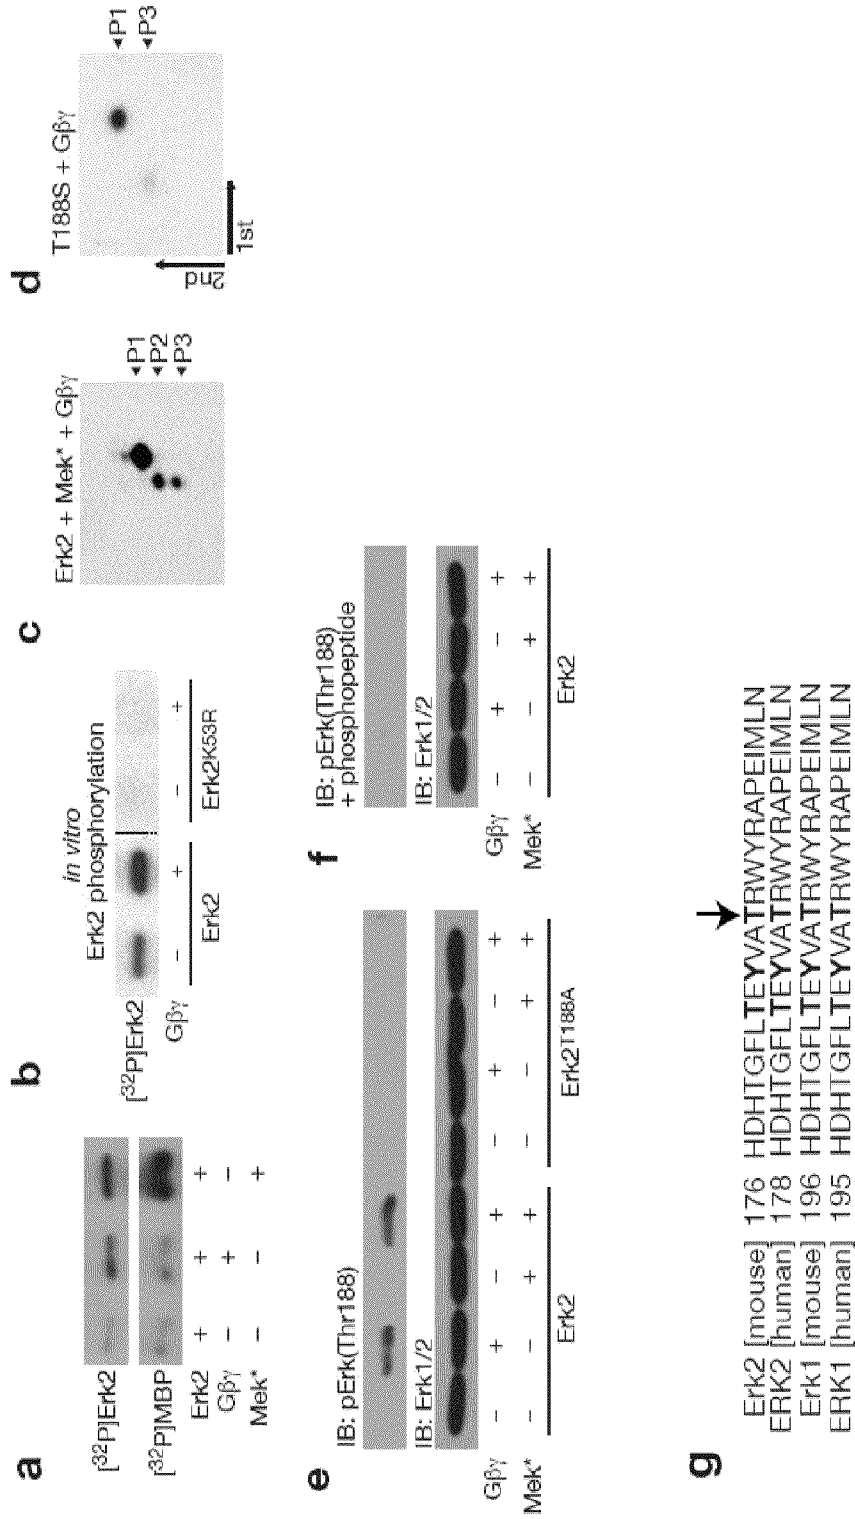 a
[³²P]Erk2
[³²P]MBP
Erk2 + + +
Gβγ − + −
Mek* − − +
b
in vitro
Erk2 phosphorylation
[³²P]Erk2
Gβγ − + − +
Erk2 Erk2K53R
c
Erk2 + Mek* + Gβγ
◄P1
◄P2
◄P3
d
T188S + Gβγ
◄P1
◄P3
2nd
1st
e
IB: pErk(Thr188)
IB: Erk1/2
Gβγ − + − + − + − +
Mek* − − + + − − + +
Erk2 Erk2T188A
f
IB: pErk(Thr188)
+ phosphopeptide
IB: Erk1/2
Gβγ − + − +
Mek* − − + +
Erk2
g
Erk2 [mouse] 176 HDHTGFLTEYVATRWYRAPEIMLN
ERK2 [human] 178 HDHTGFLTEYVATRWYRAPEIMLN
Erk1 [mouse] 196 HDHTGFLTEYVATRWYRAPEIMLN
ERK1 [human] 195 HDHTGFLTEYVATRWYRAPEIMLN